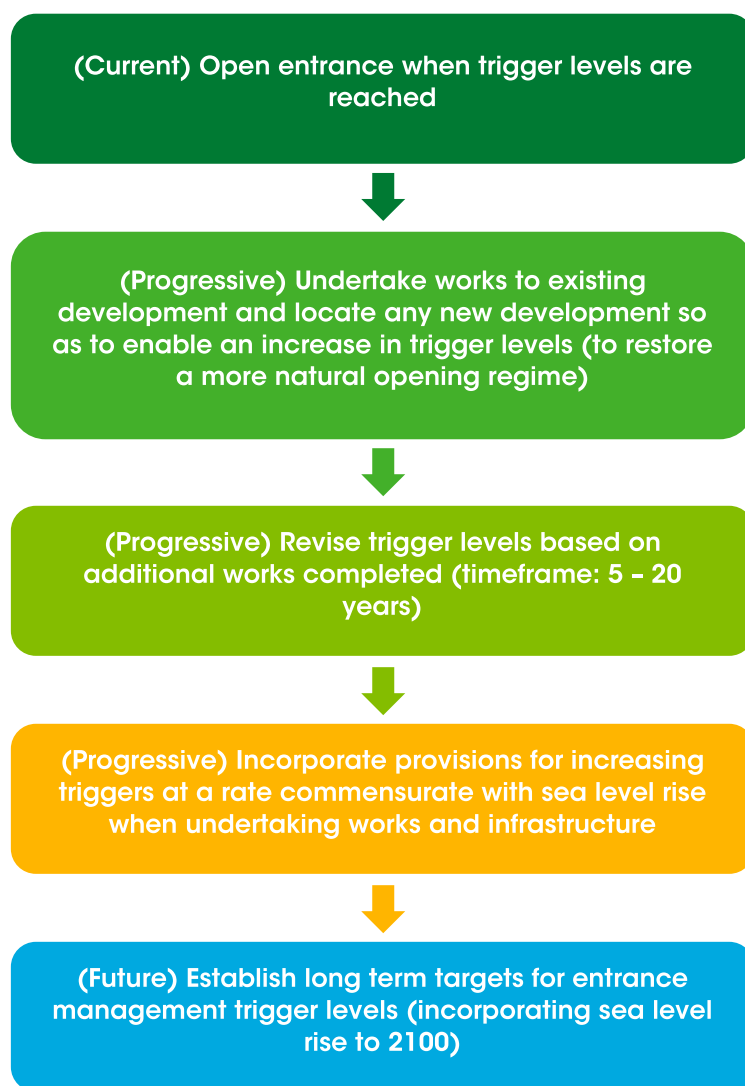 (Current) Open entrance when trigger levels are
reached
(Progressive) Undertake works to existing
development and locate any new development so
as to enable an increase in trigger levels (to restore
a more natural opening regime)
(Progressive) Revise trigger levels based on
additional works completed (timeframe: 5 – 20
years)
(Progressive) Incorporate provisions for increasing
triggers at a rate commensurate with sea level rise
when undertaking works and infrastructure
(Future) Establish long term targets for entrance
management trigger levels (incorporating sea level
rise to 2100)